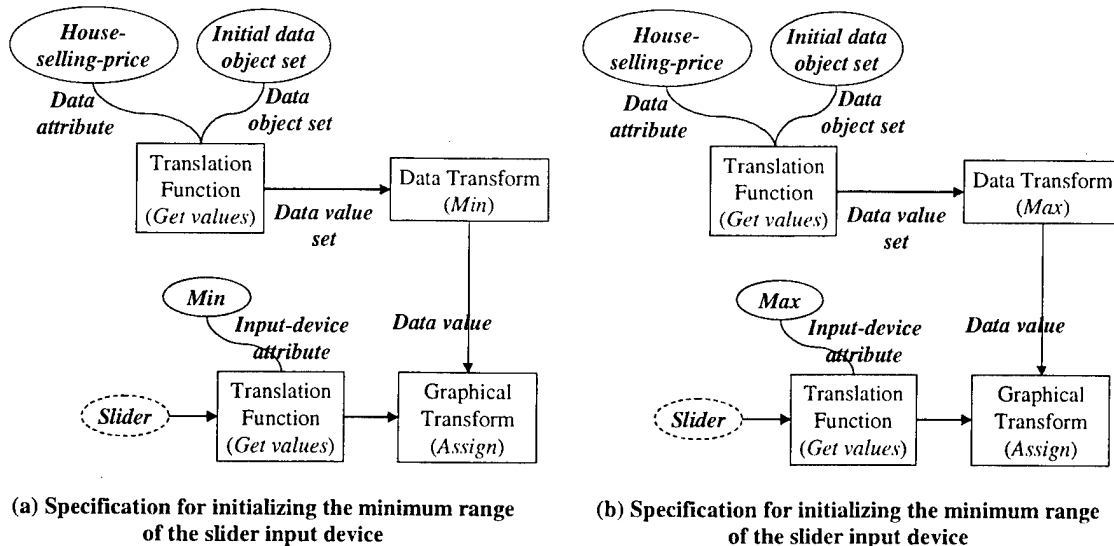 House-
selling-price
Initial data
object set
Data
attribute
Data
object set
Translation
Function
(Get values)
Data value
set
Data Transform
(Min)
Min
Input-device
attribute
Data value
Slider
Translation
Function
(Get values)
Graphical
Transform
(Assign)
(a) Specification for initializing the minimum range
of the slider input device
House-
selling-price
Initial data
object set
Data
attribute
Data
object set
Translation
Function
(Get values)
Data value
set
Data Transform
(Max)
Max
Input-device
attribute
Data value
Slider
Translation
Function
(Get values)
Graphical
Transform
(Assign)
(b) Specification for initializing the minimum range
of the slider input device